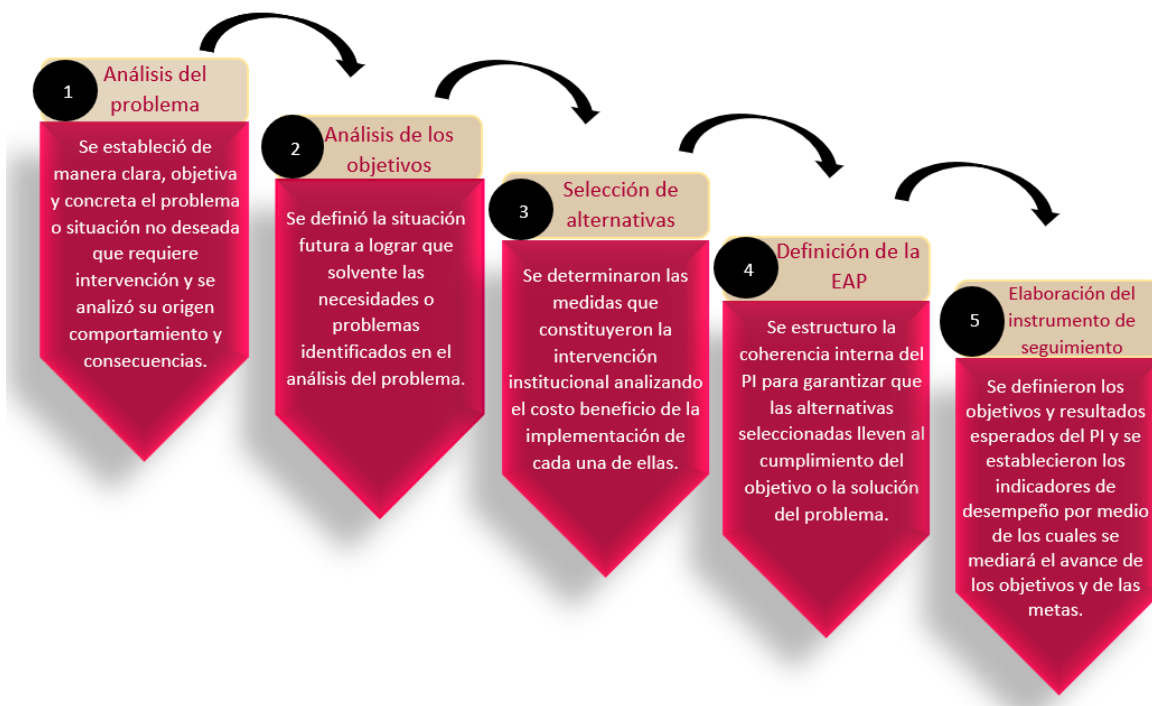 1
Análisis del
problema
Se estableció de
manera clara, objetiva
y concreta el problema
o situación no deseada
que requiere
intervención y se
analizó su origen
comportamiento y
consecuencias.
2
Análisis de los
objetivos
Se definió la situación
futura a lograr que
solvente las
necesidades o
problemas
identificados en el
análisis del problema.
3
Selección de
alternativas
Se determinaron las
medidas que
constituyeron la
intervención
institucional analizando
el costo beneficio de la
implementación de
cada una de ellas.
4
Definición de la
EAP
Se estructuro la
coherencia interna del
PI para garantizar que
las alternativas
seleccionadas lleven al
cumplimiento del
objetivo o la solución
del problema.
5
Elaboración del
instrumento de
seguimiento
Se definieron los
objetivos y resultados
esperados del PI y se
establecieron los
indicadores de
desempeño por medio
de los cuales se
mediará el avance de
los objetivos y de las
metas.